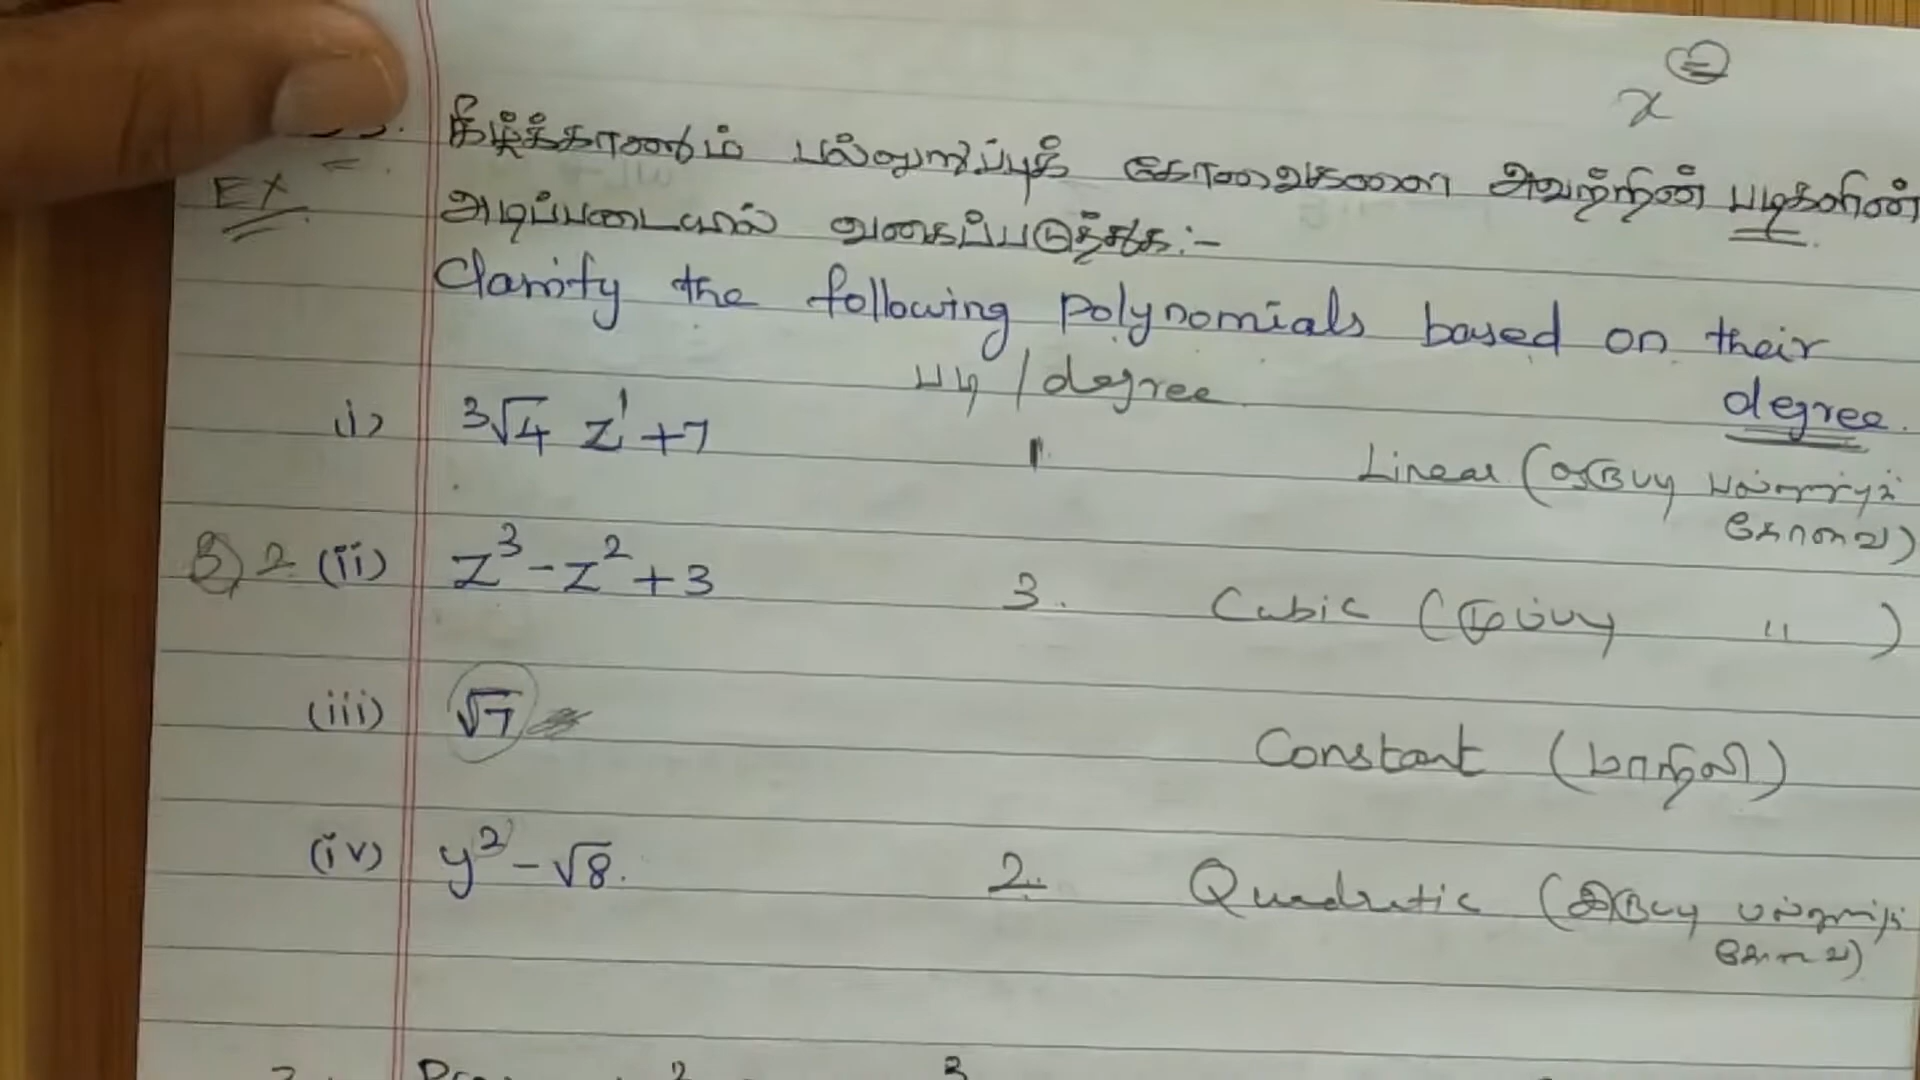 x
கீழ்க்காணும் பல்லுறுப்புக் கோவைகளை அவற்றின் படிகளின்
EX
அடிப்படையில் வகைப்படுத்துக:-
Clarify the following polynomials based on their
degree.
படி / degree
i) 3√4 z¹ + 7 1 Linear (ஒருபடி பல்லுறுப்புக்
கோவை)
3) 2 (ii) z³ - z² + 3 3. Cubic (முப்படி " )
(iii) √7 Constant (மாறிலி)
(iv) y² - √8. 2. Quadratic (இருபடி பல்லுறுப்புக்
கோவை)